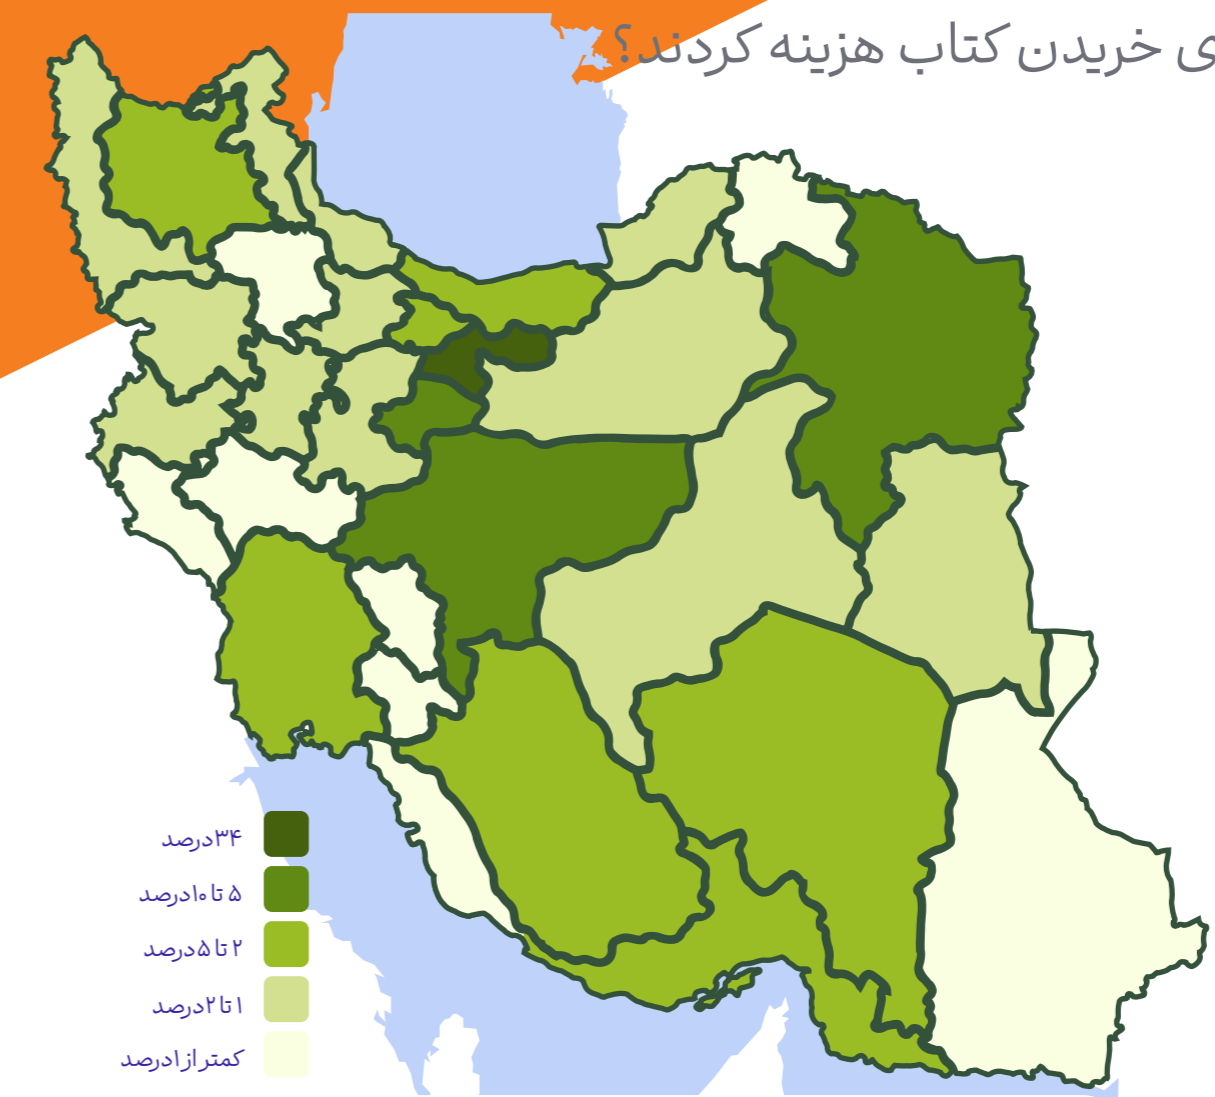 ی خریدن کتاب هزینه کردند؟
۳۴درصد
۵ تا ۱۰درصد
۲ تا ۵درصد
۱ تا ۲درصد
کمتر از ۱درصد